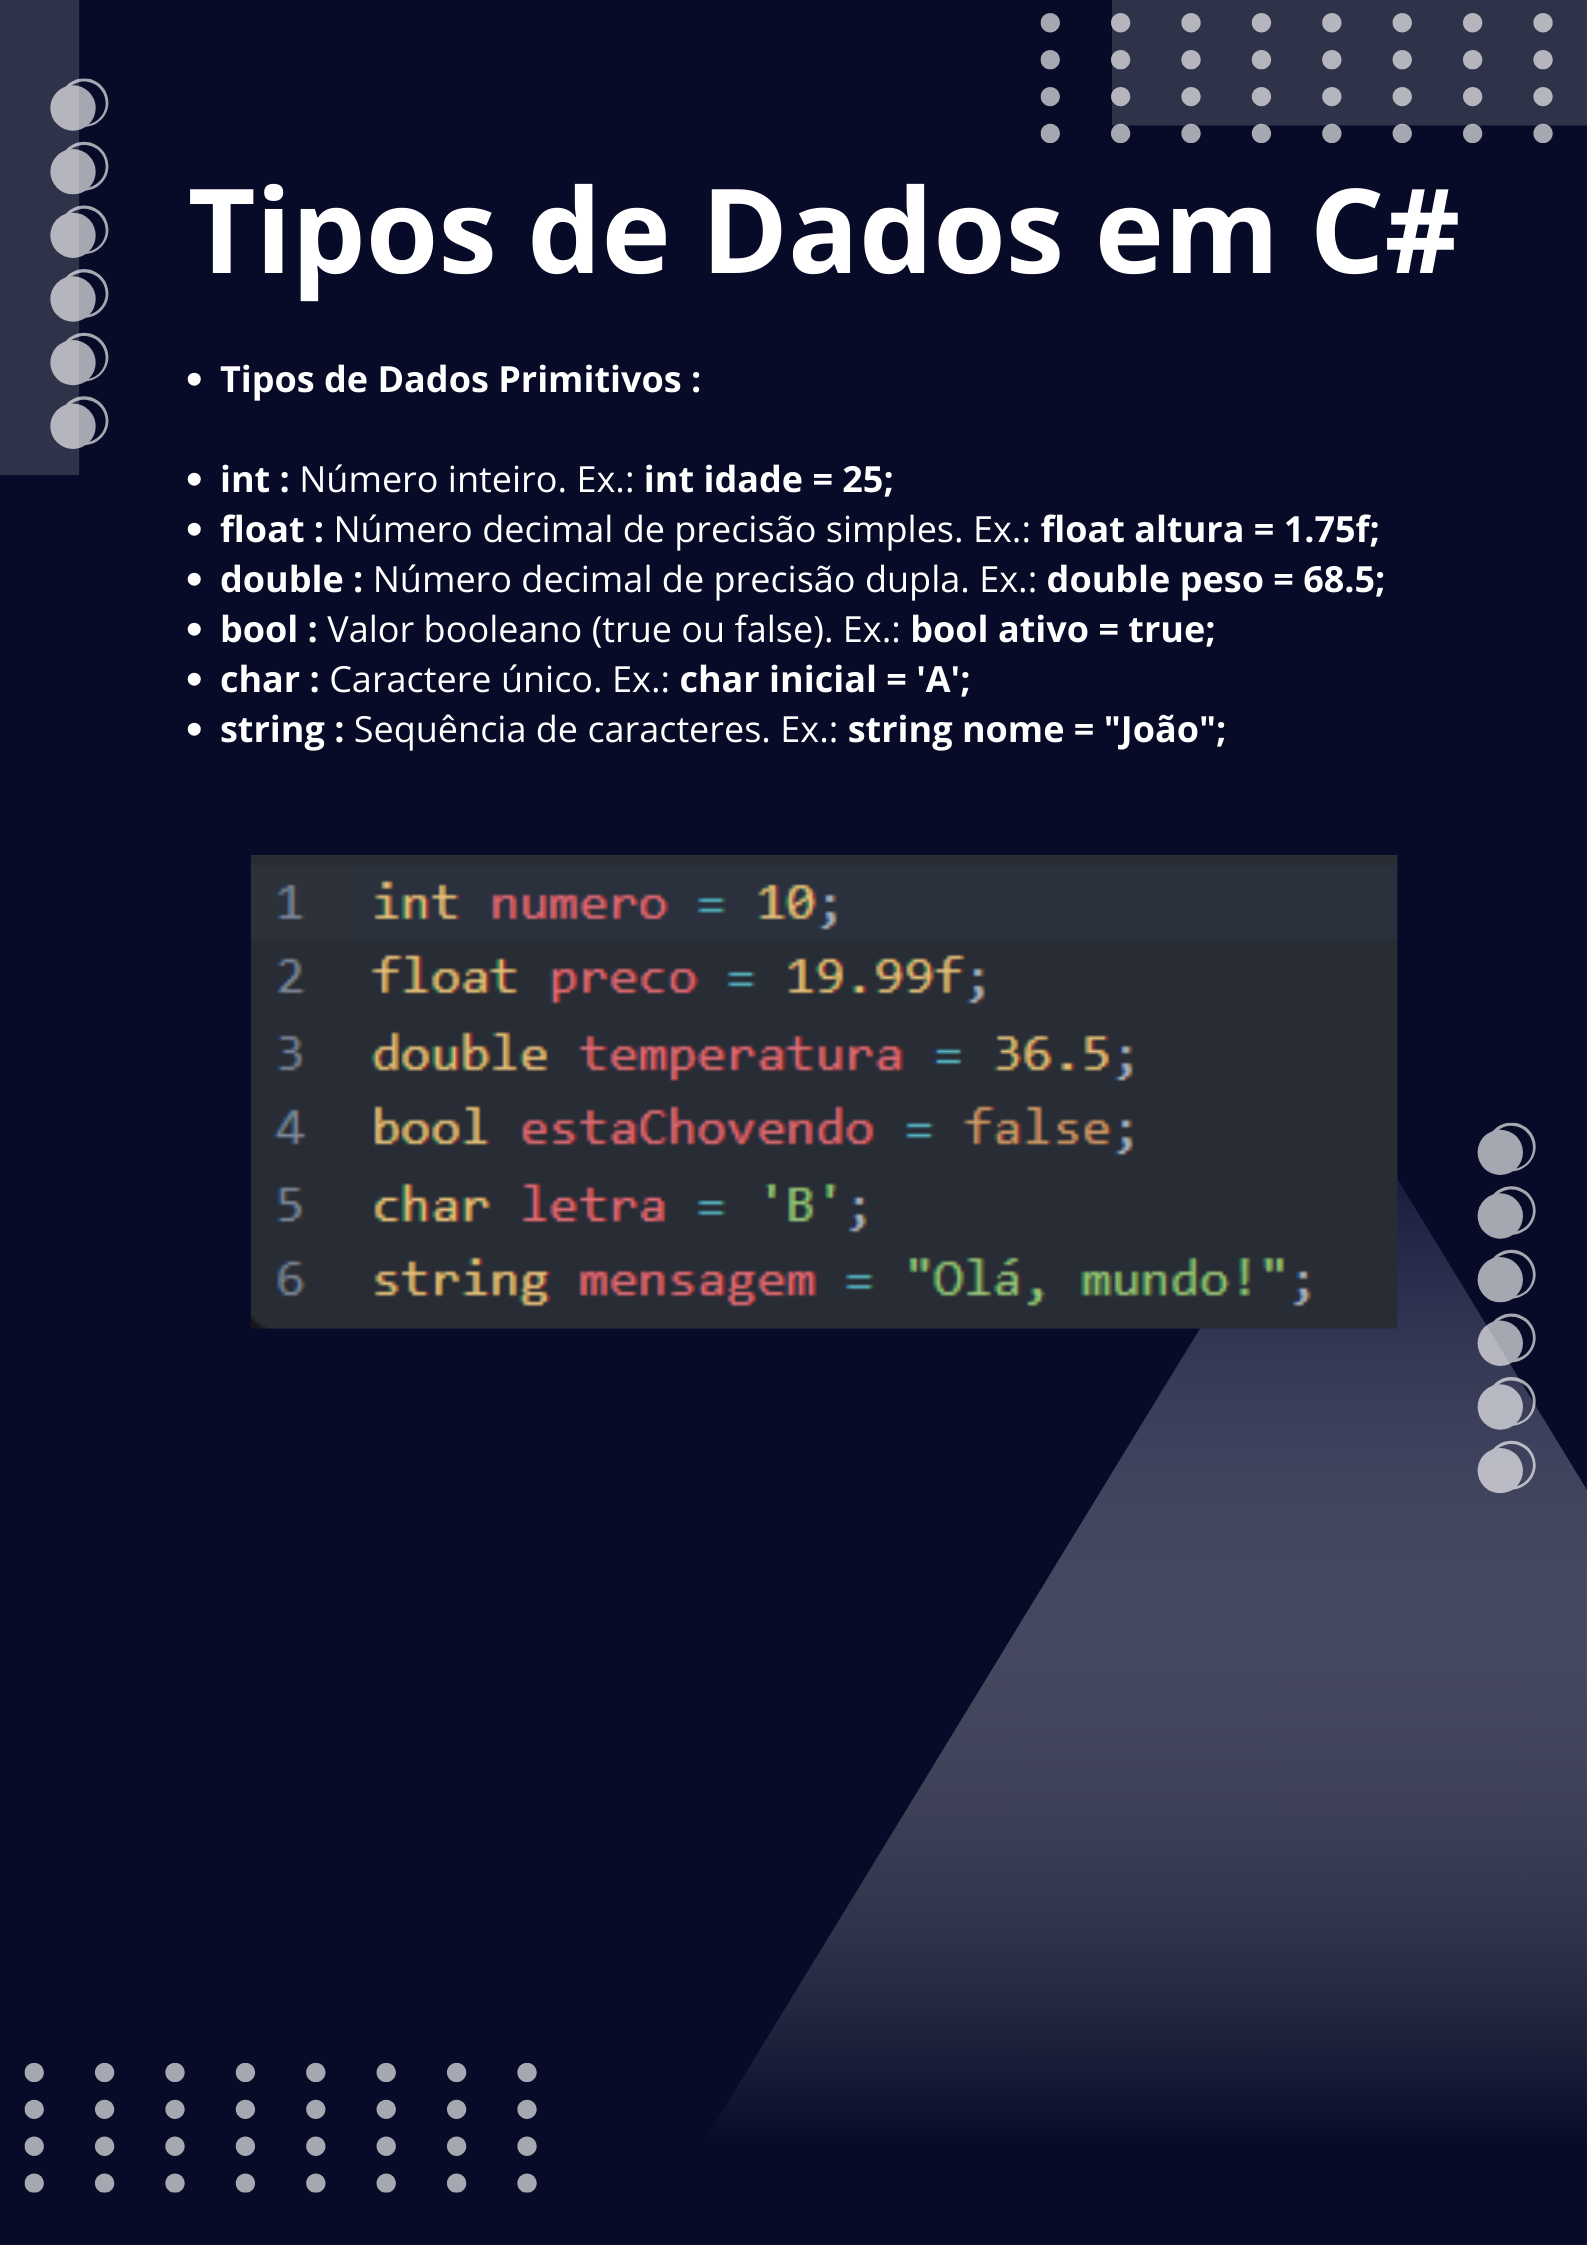 Tipos de Dados em C#
Tipos de Dados Primitivos :
int : Número inteiro. Ex.: int idade = 25;
float : Número decimal de precisão simples. Ex.: float altura = 1.75f;
double : Número decimal de precisão dupla. Ex.: double peso = 68.5;
bool : Valor booleano (true ou false). Ex.: bool ativo = true;
char : Caractere único. Ex.: char inicial = 'A';
string : Sequência de caracteres. Ex.: string nome = "João";
1 int numero = 10;
2 float preco = 19.99f;
3 double temperatura = 36.5;
4 bool estaChovendo = false;
5 char letra = 'B';
6 string mensagem = "Olá, mundo!";